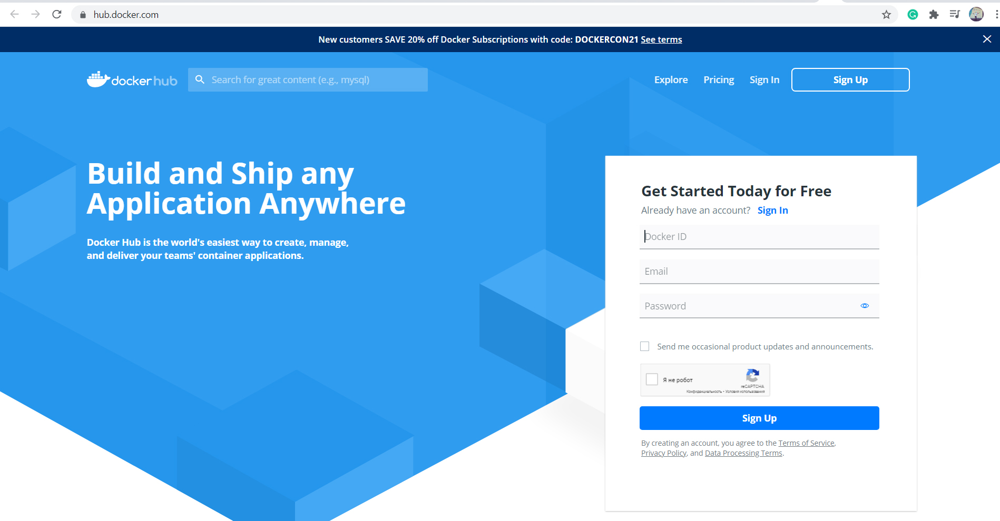 hub.docker.com
New customers SAVE 20% off Docker Subscriptions with code: DOCKERCON21 See terms
docker hub
Search for great content (e.g., mysql)
Explore
Pricing
Sign In
Sign Up
Build and Ship any
Application Anywhere
Docker Hub is the world's easiest way to create, manage,
and deliver your teams' container applications.
Get Started Today for Free
Already have an account? Sign In
Docker ID
Email
Password
Send me occasional product updates and announcements.
Я не робот
reCAPTCHA
Конфиденциальность • Условия использования
Sign Up
By creating an account, you agree to the Terms of Service,
Privacy Policy, and Data Processing Terms.